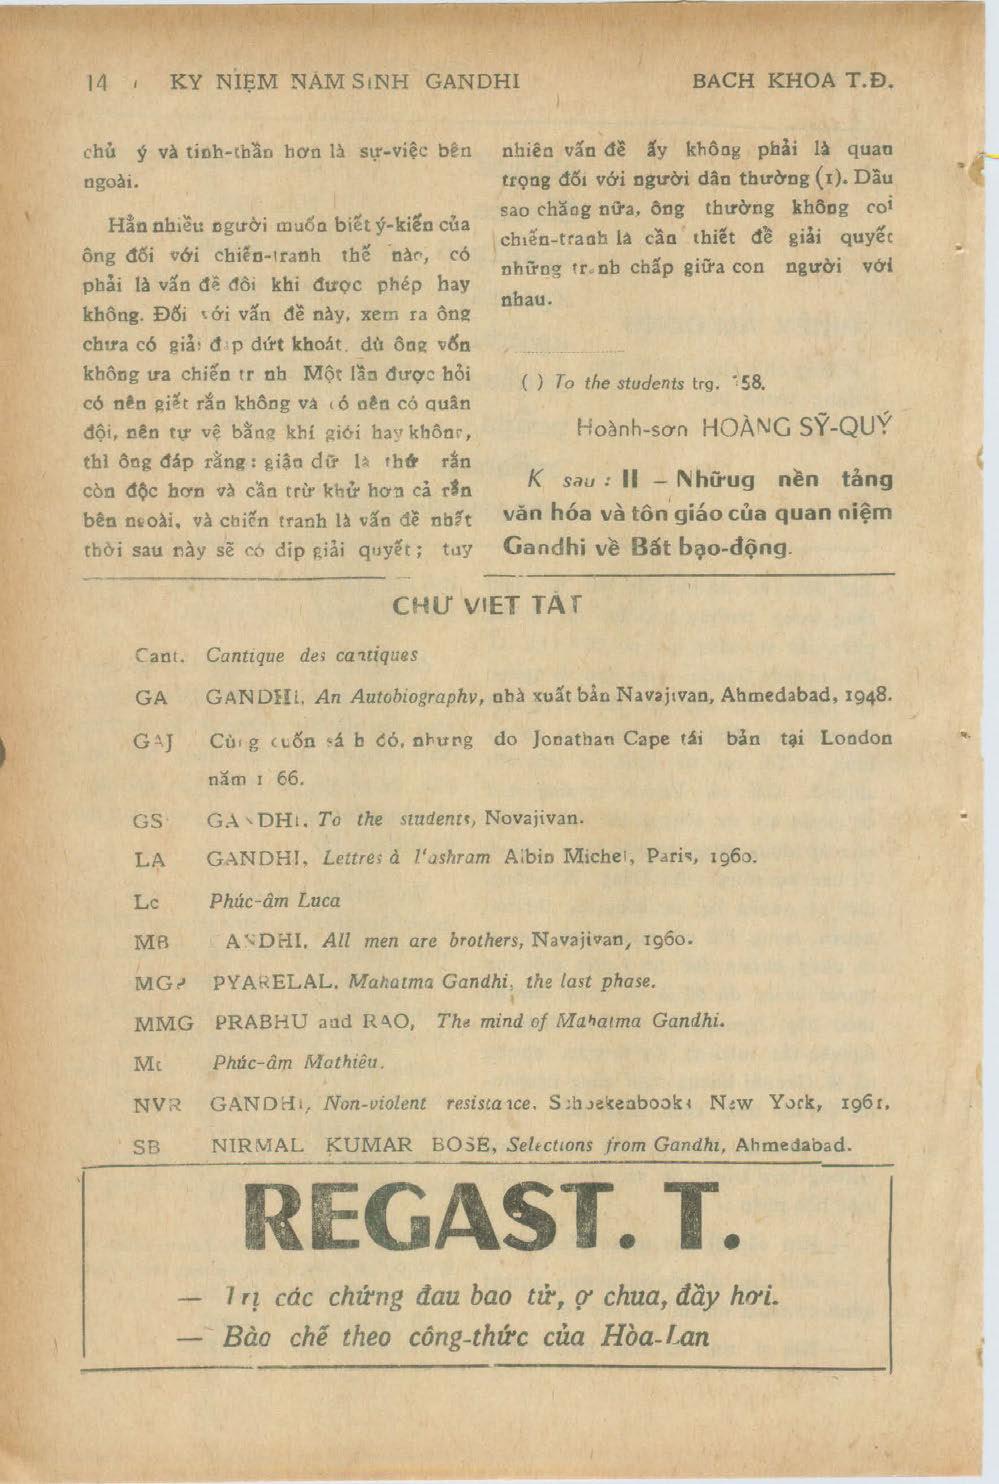 14 KỶ NIỆM NĂM SINH GANDHI BACH KHOA T.Đ.
chủ ý và tinh-thần hơn là sự-việc bên
ngoài.
Hẳn nhiều người muốn biết ý-kiến của
ông đối với chiến-tranh thế nào, có
phải là vấn đề đôi khi được phép hay
không. Đối với vấn đề này, xem ra ông
chưa có giải đáp dứt khoát, dù ông vốn
không ưa chiến tranh Một lần được hỏi
có nên giết rắn không và có nên có quân
đội, nên tự vệ bằng khí giới hay không,
thì ông đáp rằng : giận dữ là thứ rắn
còn độc hơn và cần trừ khử hơn cả rắn
bên ngoài, và chiến tranh là vấn đề nhất
thời sau này sẽ có dịp giải quyết ; tuy
nhiên vấn đề ấy không phải là quan
trọng đối với người dân thường (1). Dầu
sao chăng nữa, ông thường không coi
chiến-tranh là cần thiết để giải quyết
những tranh chấp giữa con người với
nhau.
( ) To the students trg. 58.
Hoành-sơn HOÀNG SỸ-QUÝ
K sau : II — Nhữug nền tảng
văn hóa và tôn giáo của quan niệm
Gandhi về Bất bạo-động.
CHỮ VIẾT TẮT
Cant. Cantique des cantiques
GA GANDHI, An Autobiography, nhà xuất bản Navajivan, Ahmedabad, 1948.
GAJ Cùng cuốn sách đó, nhưng do Jonathan Cape tái bản tại London
năm 1 66.
GS GANDHI, To the students, Novajivan.
LA GANDHI, Lettres à l'ashram Albin Michel, Paris, 1960.
Lc Phúc-âm Luca
MB ANDHI, All men are brothers, Navajivan, 1960.
MGP PYARELAL, Mahatma Gandhi, the last phase.
MMG PRABHU and RAO, The mind of Mahatma Gandhi.
Mt Phúc-âm Mathiêu.
NVR GANDHI, Non-violent resistance, Schoekenbooks New York, 1961,
SB NIRMAL KUMAR BOSE, Selections from Gandhi, Ahmedabad.
REGAST. T.
— Trị các chứng đau bao tử, ợ chua, đầy hơi.
— Bào chế theo công-thức của Hòa-Lan